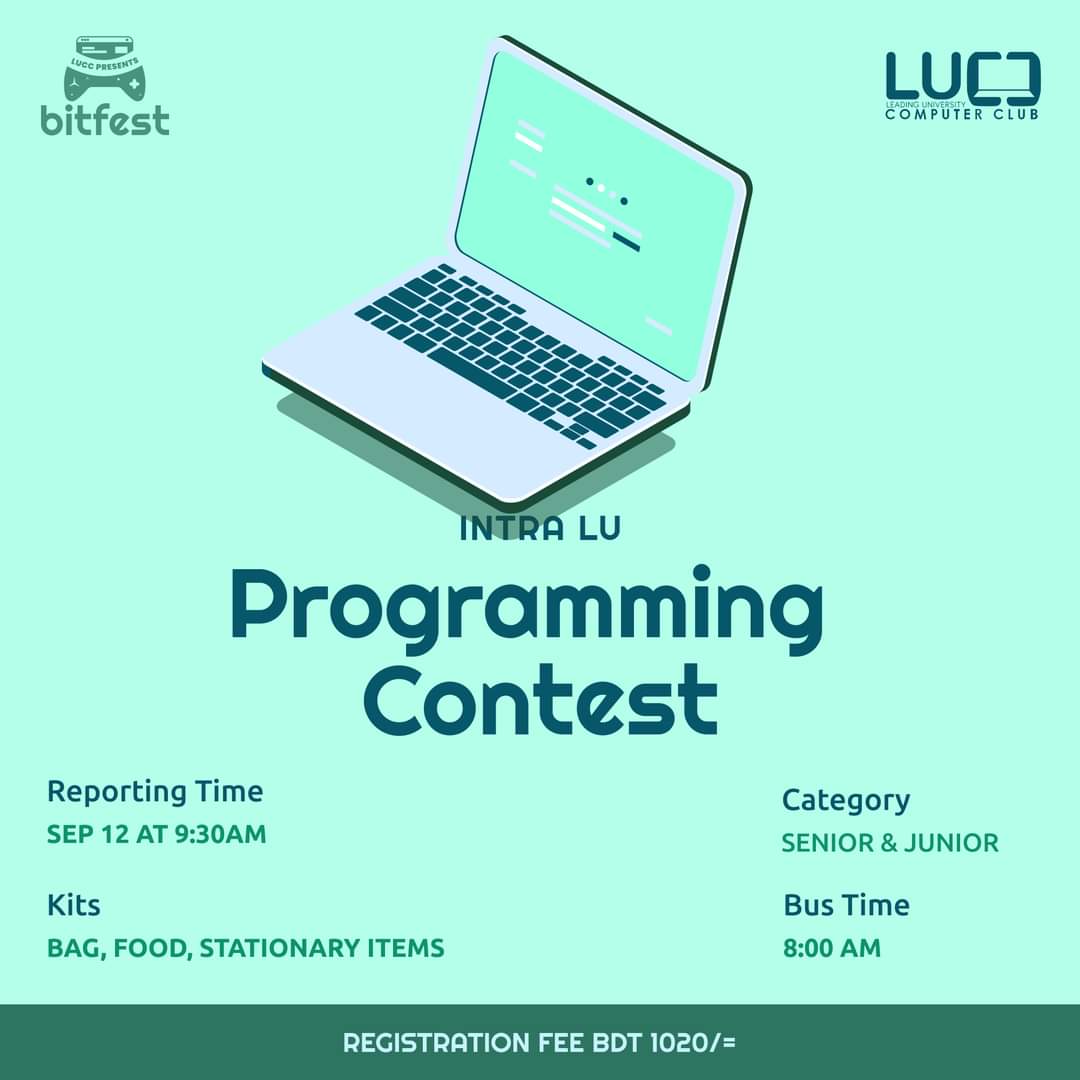 LUCC PRESENTS
bitfest
LUCC
LEADING UNIVERSITY
COMPUTER CLUB
INTRA LU
Programming
Contest
Reporting Time
SEP 12 AT 9:30AM
Kits
BAG, FOOD, STATIONARY ITEMS
Category
SENIOR & JUNIOR
Bus Time
8:00 AM
REGISTRATION FEE BDT 1020/=